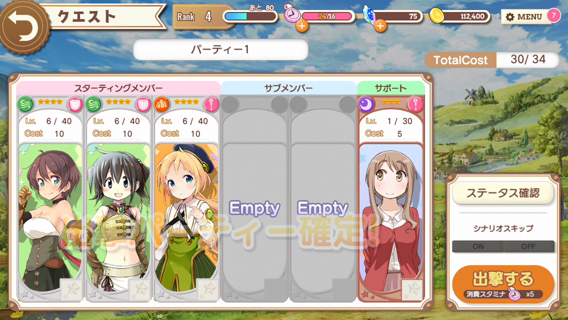 クエスト
Rank 4
あと 80
24/16
75
112,400
MENU
?
パーティー1
TotalCost 30/ 34
スターティングメンバー
サブメンバー
サポート
Lv. 6 / 40
Cost 10
Lv. 6 / 40
Cost 10
Lv. 6 / 40
Cost 10
Empty
Empty
Lv. 1 / 30
Cost 5
ティー確定!
ステータス確認
シナリオスキップ
ON OFF
出撃する
消費スタミナ x5